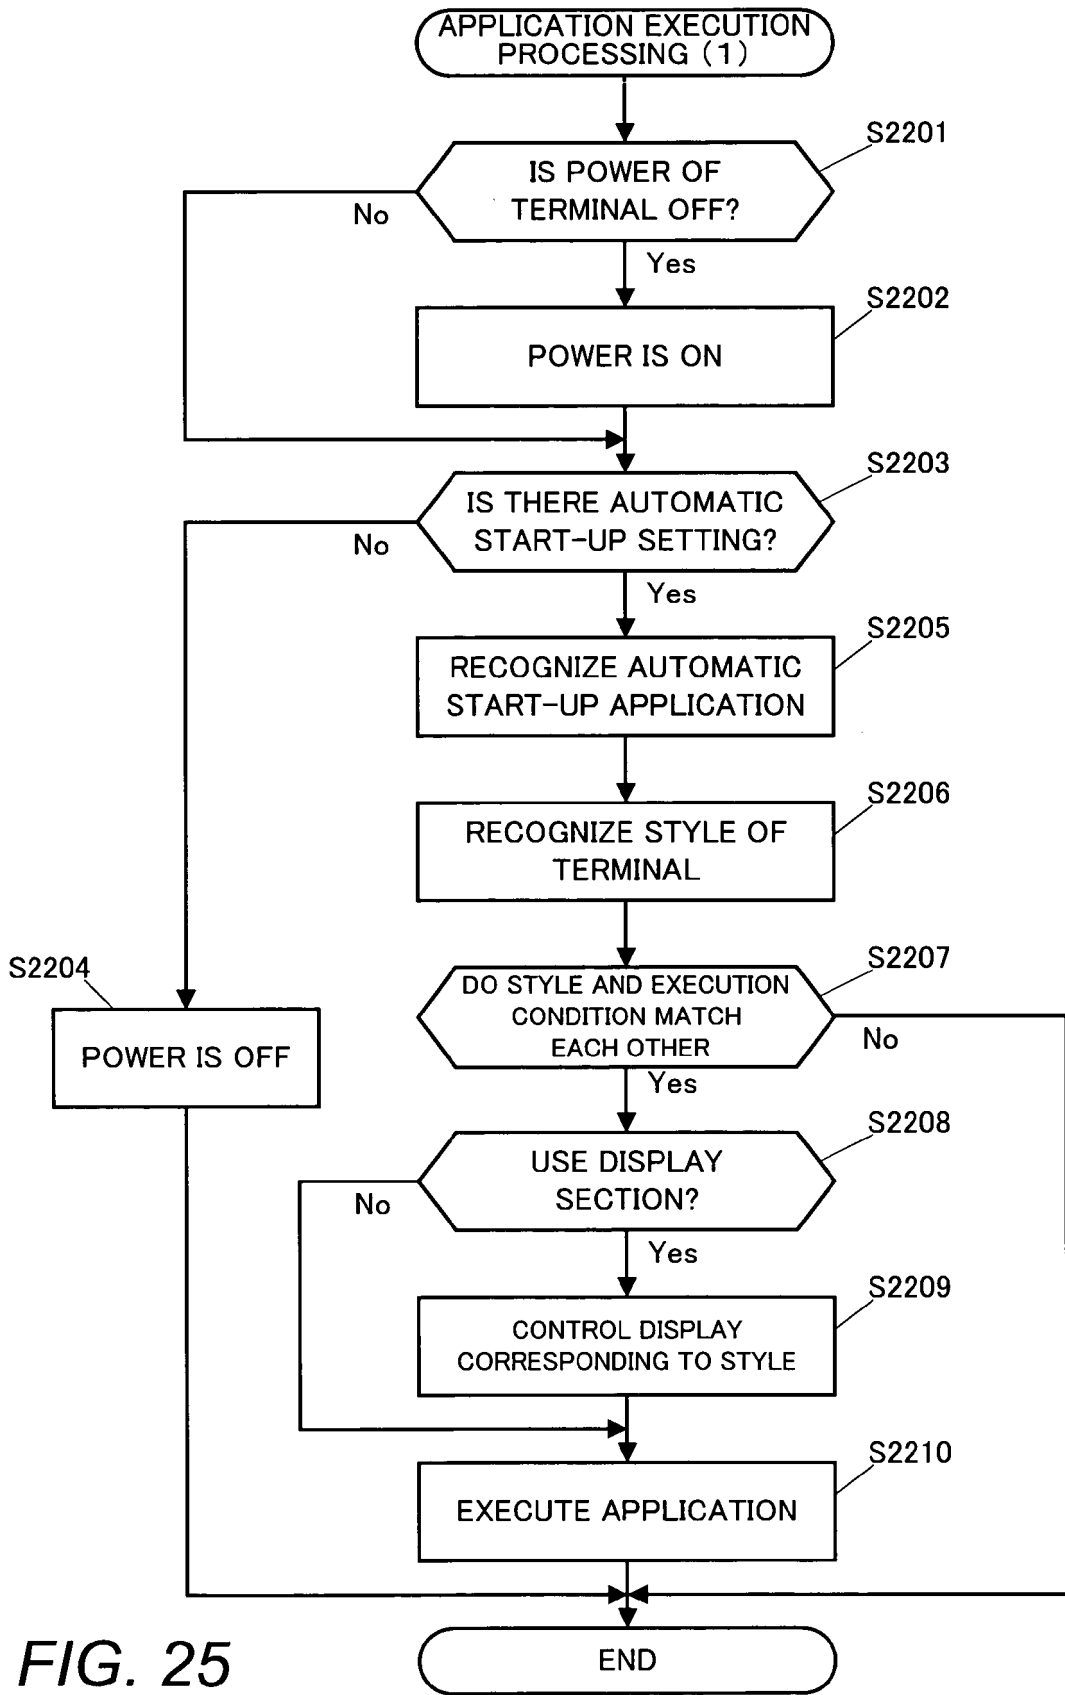 APPLICATION EXECUTION
PROCESSING (1)
S2201
IS POWER OF
TERMINAL OFF?
No
Yes
S2202
POWER IS ON
S2203
IS THERE AUTOMATIC
START-UP SETTING?
No
Yes
S2205
RECOGNIZE AUTOMATIC
START-UP APPLICATION
S2206
RECOGNIZE STYLE OF
TERMINAL
S2204
POWER IS OFF
S2207
DO STYLE AND EXECUTION
CONDITION MATCH
EACH OTHER
No
Yes
S2208
USE DISPLAY
SECTION?
No
Yes
S2209
CONTROL DISPLAY
CORRESPONDING TO STYLE
S2210
EXECUTE APPLICATION
END
FIG. 25